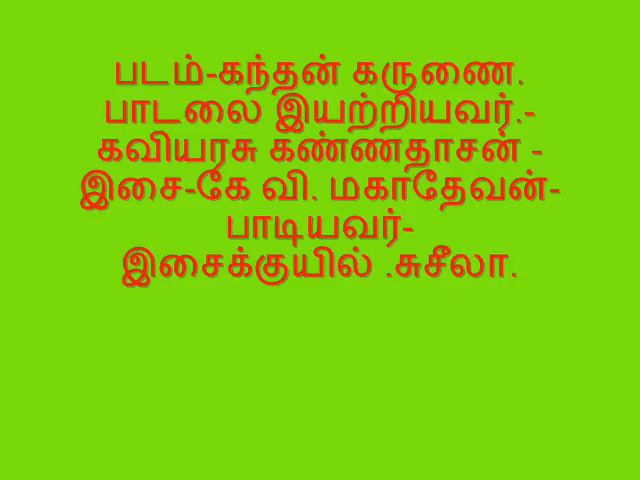 படம்-கந்தன் கருணை.
பாடலை இயற்றியவர்.-
கவியரசு கண்ணதாசன் -
இசை-கே வி. மகாதேவன்-
பாடியவர்-
இசைக்குயில் .சுசீலா.